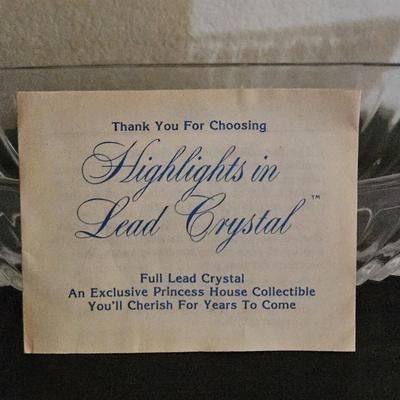 Thank You For Choosing
Highlights in
Lead Crystal™
Full Lead Crystal
An Exclusive Princess House Collectible
You'll Cherish For Years To Come